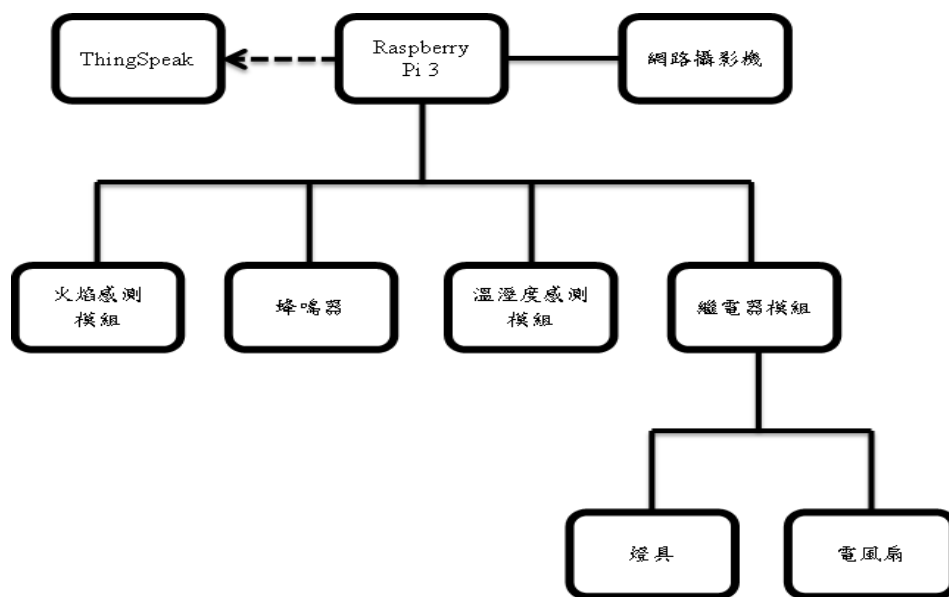 ThingSpeak
Raspberry
Pi 3
網路攝影機
火焰感測
模組
蜂鳴器
溫溼度感測
模組
繼電器模組
燈具
電風扇